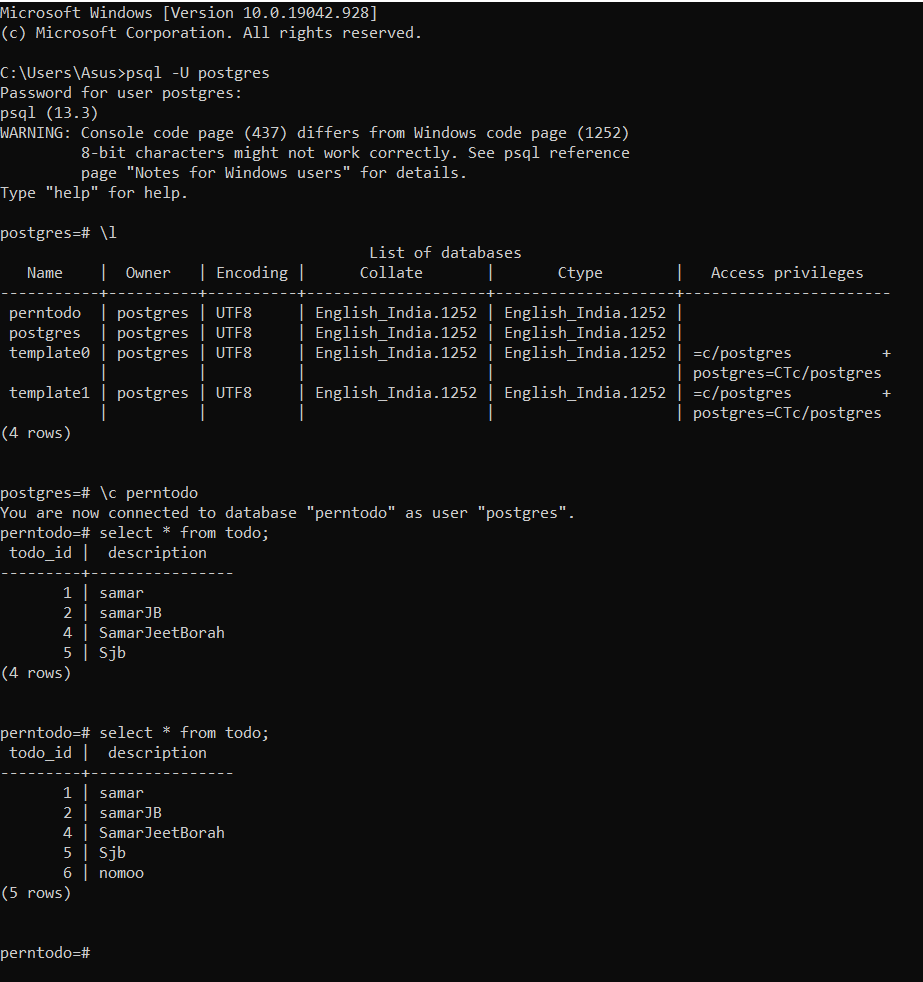 Microsoft Windows [Version 10.0.19042.928]
(c) Microsoft Corporation. All rights reserved.
C:\Users\Asus>psql -U postgres
Password for user postgres:
psql (13.3)
WARNING: Console code page (437) differs from Windows code page (1252)
         8-bit characters might not work correctly. See psql reference
         page "Notes for Windows users" for details.
Type "help" for help.
postgres=# \l
                                         List of databases
   Name    |  Owner   | Encoding |      Collate       |       Ctype        |   Access privileges
-----------+----------+----------+--------------------+--------------------+-----------------------
 perntodo  | postgres | UTF8     | English_India.1252 | English_India.1252 |
 postgres  | postgres | UTF8     | English_India.1252 | English_India.1252 |
 template0 | postgres | UTF8     | English_India.1252 | English_India.1252 | =c/postgres          +
           |          |          |                    |                    | postgres=CTc/postgres
 template1 | postgres | UTF8     | English_India.1252 | English_India.1252 | =c/postgres          +
           |          |          |                    |                    | postgres=CTc/postgres
(4 rows)
postgres=# \c perntodo
You are now connected to database "perntodo" as user "postgres".
perntodo=# select * from todo;
 todo_id |  description
---------+----------------
       1 | samar
       2 | samarJB
       4 | SamarJeetBorah
       5 | Sjb
(4 rows)
perntodo=# select * from todo;
 todo_id |  description
---------+----------------
       1 | samar
       2 | samarJB
       4 | SamarJeetBorah
       5 | Sjb
       6 | nomoo
(5 rows)
perntodo=#